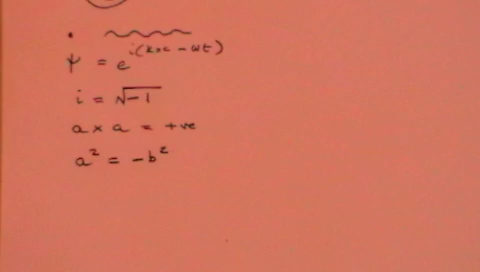 ψ = e^{i(kx - ωt)}
i = √-1
a × a = +ve
a² = -b²